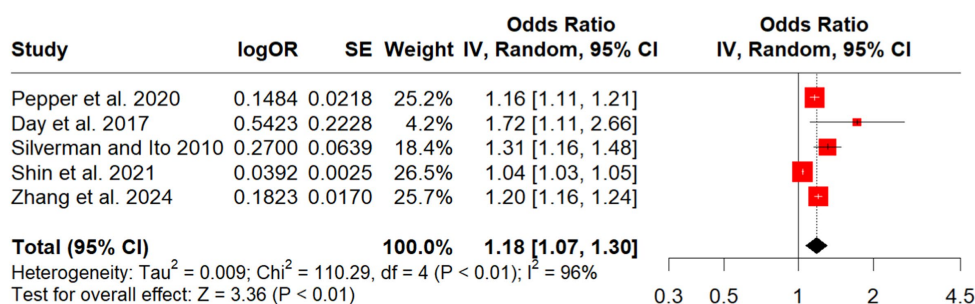 Odds Ratio Odds Ratio
Study logOR SE Weight IV, Random, 95% CI IV, Random, 95% CI
Pepper et al. 2020 0.1484 0.0218 25.2% 1.16 [1.11, 1.21]
Day et al. 2017 0.5423 0.2228 4.2% 1.72 [1.11, 2.66]
Silverman and Ito 2010 0.2700 0.0639 18.4% 1.31 [1.16, 1.48]
Shin et al. 2021 0.0392 0.0025 26.5% 1.04 [1.03, 1.05]
Zhang et al. 2024 0.1823 0.0170 25.7% 1.20 [1.16, 1.24]
Total (95% CI) 100.0% 1.18 [1.07, 1.30]
Heterogeneity: Tau² = 0.009; Chi² = 110.29, df = 4 (P < 0.01); I² = 96%
Test for overall effect: Z = 3.36 (P < 0.01)
0.3 1 2 4.5